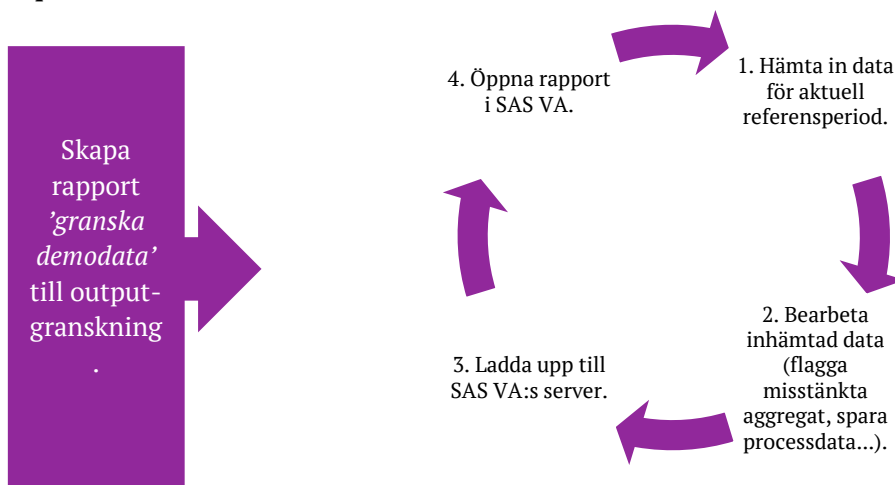 Skapa
rapport
’granska
demodata’
till output-
granskning
.
4. Öppna rapport
i SAS VA.
1. Hämta in data
för aktuell
referensperiod.
2. Bearbeta
inhämtad data
(flagga
misstänkta
aggregat, spara
processdata...).
3. Ladda upp till
SAS VA:s server.